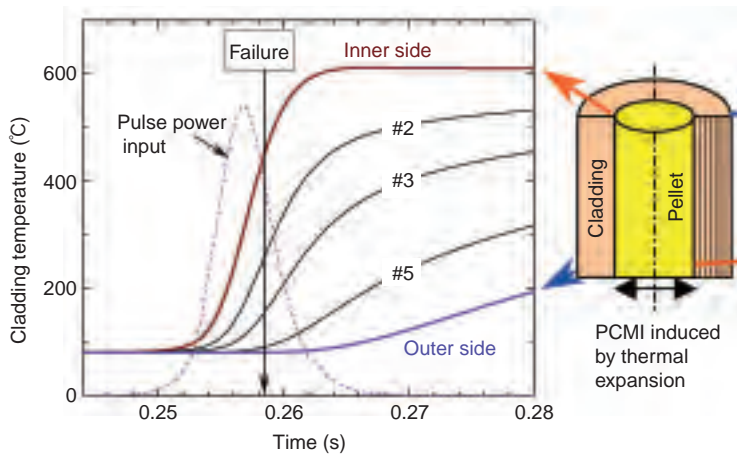 Failure
Inner side
600
Pulse power
input
#2
#3
400
Cladding temperature (°C)
Cladding
Pellet
200
#5
Outer side
PCMI induced
by thermal
expansion
0
0.25
0.26
0.27
0.28
Time (s)